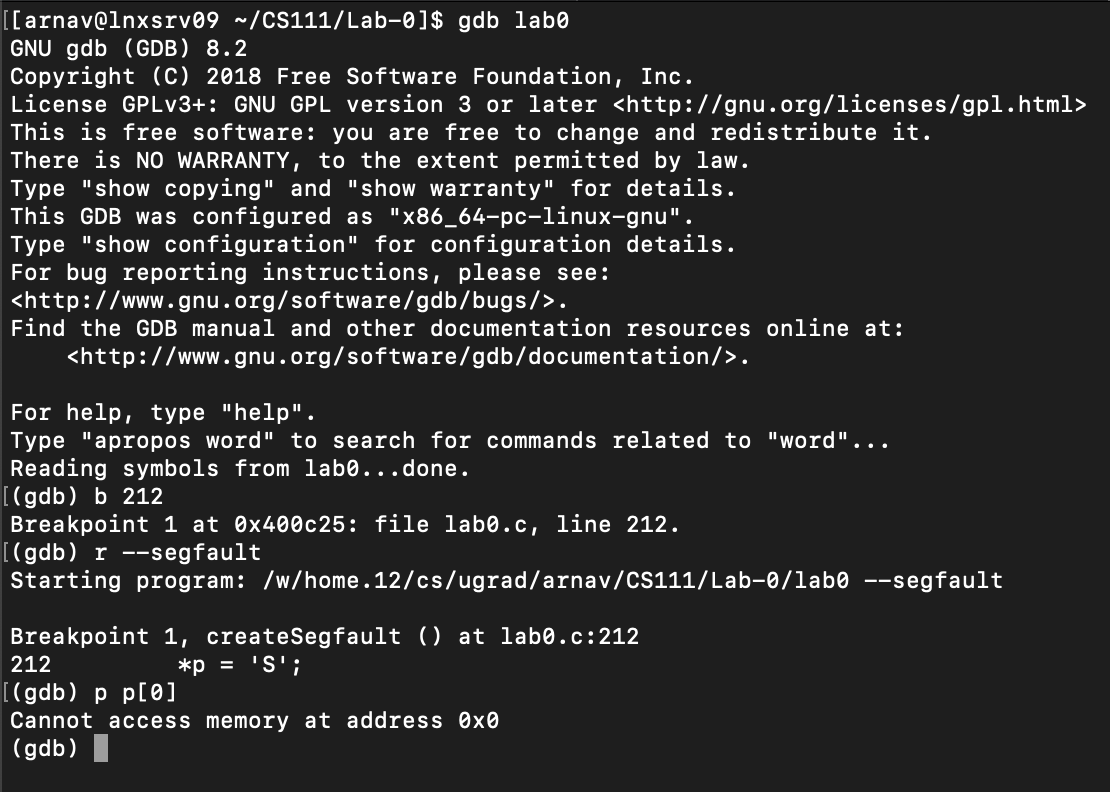 [[arnav@lnxsrv09 ~/CS111/Lab-0]$ gdb lab0
GNU gdb (GDB) 8.2
Copyright (C) 2018 Free Software Foundation, Inc.
License GPLv3+: GNU GPL version 3 or later <http://gnu.org/licenses/gpl.html>
This is free software: you are free to change and redistribute it.
There is NO WARRANTY, to the extent permitted by law.
Type "show copying" and "show warranty" for details.
This GDB was configured as "x86_64-pc-linux-gnu".
Type "show configuration" for configuration details.
For bug reporting instructions, please see:
<http://www.gnu.org/software/gdb/bugs/>.
Find the GDB manual and other documentation resources online at:
    <http://www.gnu.org/software/gdb/documentation/>.

For help, type "help".
Type "apropos word" to search for commands related to "word"...
Reading symbols from lab0...done.
[(gdb) b 212
Breakpoint 1 at 0x400c25: file lab0.c, line 212.
[(gdb) r --segfault
Starting program: /w/home.12/cs/ugrad/arnav/CS111/Lab-0/lab0 --segfault

Breakpoint 1, createSegfault () at lab0.c:212
212         *p = 'S';
[(gdb) p p[0]
Cannot access memory at address 0x0
(gdb)